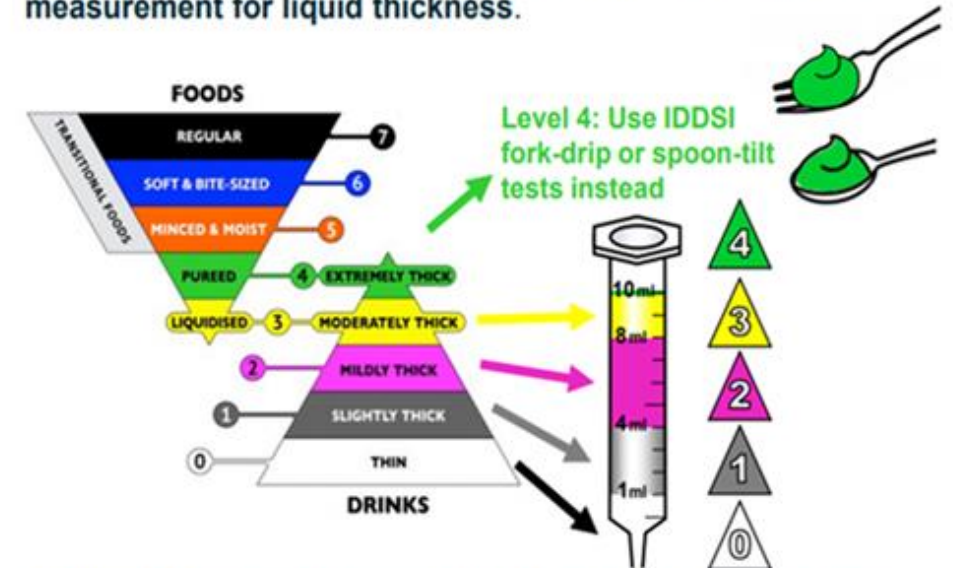 measurement for liquid thickness.
FOODS
TRANSITIONAL FOODS
REGULAR
7
SOFT & BITE-SIZED
6
MINCED & MOIST
5
PUREED
4
EXTREMELY THICK
LIQUIDISED
3
MODERATELY THICK
2
MILDLY THICK
1
SLIGHTLY THICK
0
THIN
DRINKS
Level 4: Use IDDSI
fork-drip or spoon-tilt
tests instead
10ml
8ml
4ml
1ml
4
3
2
1
0